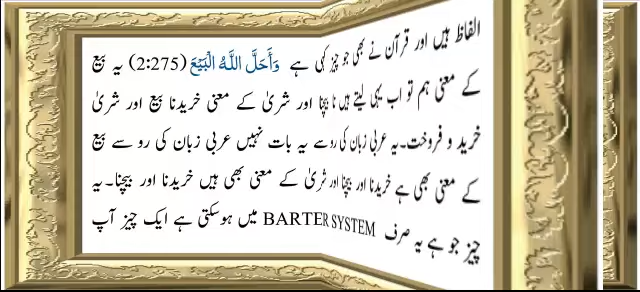 الفاظ ہیں اور قرآن نے بھی جو چیز کہی ہے وَأَحَلَّ اللَّهُ الْبَيْعَ (2:275) یہ بیع
کے معنی ہم تو اب یہی لیتے ہیں نا بیچنا اور شریٰ کے معنی خریدنا بیع اور شریٰ
خرید و فروخت۔ یہ عربی زبان کی رو سے یہ بات نہیں عربی زبان کی رو سے بیع
کے معنی بھی ہے خریدنا اور بیچنا اور شریٰ کے معنی بھی ہیں خریدنا اور بیچنا۔ یہ
چیز جو ہے یہ صرف BARTER SYSTEM میں ہوسکتی ہے ایک چیز آپ